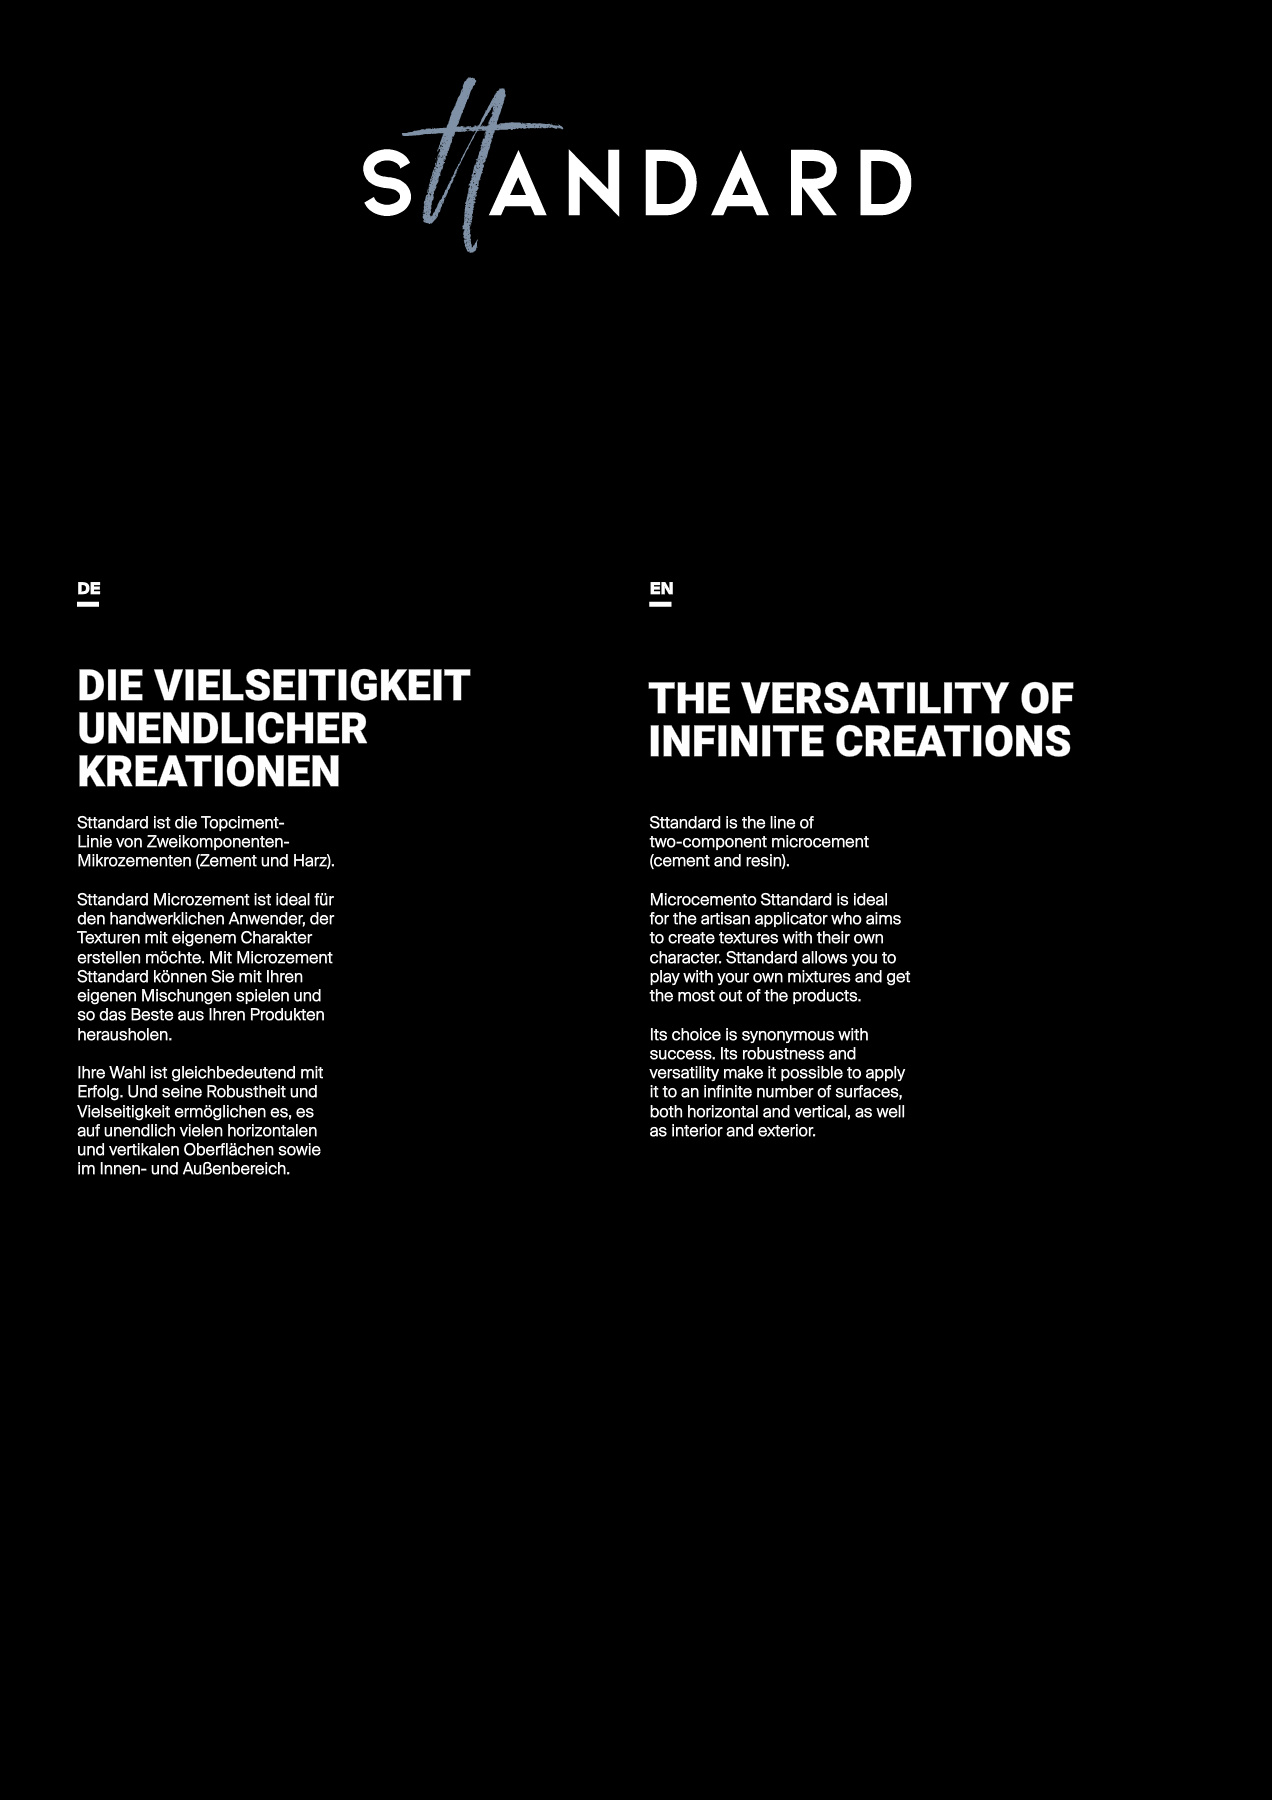 STTANDARD
DE
DIE VIELSEITIGKEIT
UNENDLICHER
KREATIONEN
Sttandard ist die Topciment-
Linie von Zweikomponenten-
Mikrozementen (Zement und Harz).
Sttandard Microzement ist ideal für
den handwerklichen Anwender, der
Texturen mit eigenem Charakter
erstellen möchte. Mit Microzement
Sttandard können Sie mit Ihren
eigenen Mischungen spielen und
so das Beste aus Ihren Produkten
herausholen.
Ihre Wahl ist gleichbedeutend mit
Erfolg. Und seine Robustheit und
Vielseitigkeit ermöglichen es, es
auf unendlich vielen horizontalen
und vertikalen Oberflächen sowie
im Innen- und Außenbereich.
EN
THE VERSATILITY OF
INFINITE CREATIONS
Sttandard is the line of
two-component microcement
(cement and resin).
Microcemento Sttandard is ideal
for the artisan applicator who aims
to create textures with their own
character. Sttandard allows you to
play with your own mixtures and get
the most out of the products.
Its choice is synonymous with
success. Its robustness and
versatility make it possible to apply
it to an infinite number of surfaces,
both horizontal and vertical, as well
as interior and exterior.